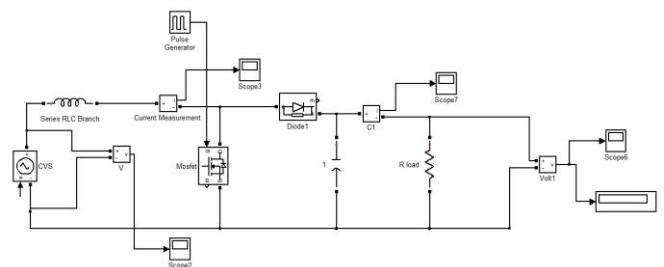 Pulse
Generator
Scope3
Scope7
Series RLC Branch
Current Measurement
Diode1
C1
CVS
V
Mosfet
1
R load
Volt1
Scope6
Scope2